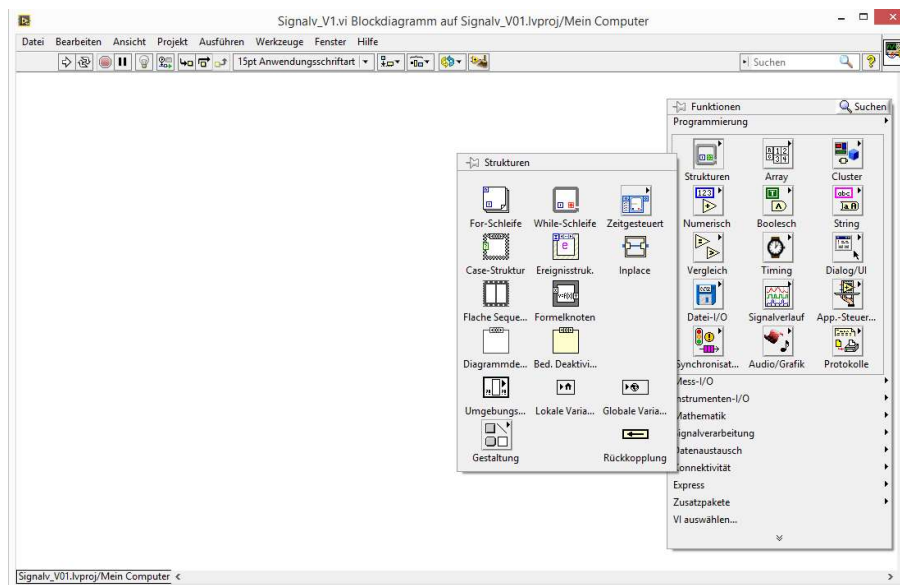 Signalv_V1.vi Blockdiagramm auf Signalv_V01.lvproj/Mein Computer
Datei Bearbeiten Ansicht Projekt Ausführen Werkzeuge Fenster Hilfe
15pt Anwendungsschriftart
Suchen
Funktionen
Suchen
Programmierung
Strukturen Array Cluster
Numerisch Boolesch String
Vergleich Timing Dialog/UI
Datei-I/O Signalverlauf App.-Steuer...
Synchronisat... Audio/Grafik Protokolle
Mess-I/O
Instrumenten-I/O
Mathematik
Signalverarbeitung
Datenaustausch
Konnektivität
Express
Zusatzpakete
VI auswählen...
Strukturen
For-Schleife While-Schleife Zeitgesteuert
Case-Struktur Ereignisstruk. Inplace
Flache Seque... Formelknoten
Diagrammde... Bed. Deaktivi...
Umgebungs... Lokale Varia... Globale Varia...
Gestaltung Rückkopplung
Signalv_V01.lvproj/Mein Computer